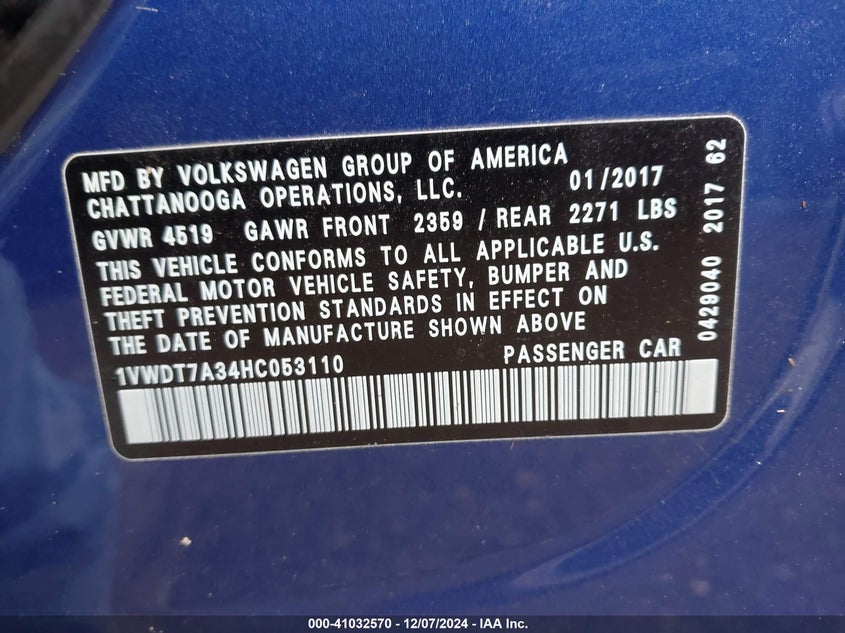 MFD BY VOLKSWAGEN GROUP OF AMERICA
CHATTANOOGA OPERATIONS, LLC. 01/2017
GVWR 4519 GAWR FRONT 2359 / REAR 2271 LBS
THIS VEHICLE CONFORMS TO ALL APPLICABLE U.S.
FEDERAL MOTOR VEHICLE SAFETY, BUMPER AND
THEFT PREVENTION STANDARDS IN EFFECT ON
THE DATE OF MANUFACTURE SHOWN ABOVE
1VWDT7A34HC053110 PASSENGER CAR
0429040 2017 62
000-41032570 - 12/07/2024 - IAA Inc.